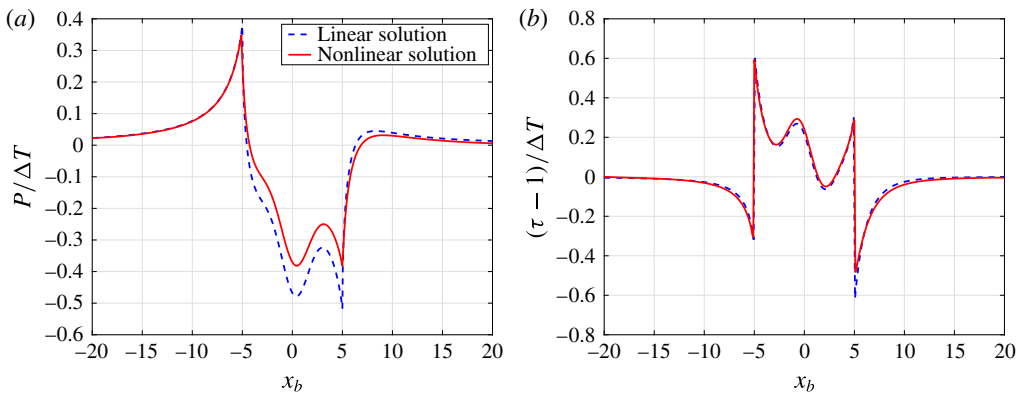 (a)
0.4
0.3
0.2
0.1
0
−0.1
−0.2
−0.3
−0.4
−0.5
−0.6
P/ΔT
Linear solution
Nonlinear solution
−20 −15 −10 −5 0 5 10 15 20
x_b
(b)
0.8
0.6
0.4
0.2
0
−0.2
−0.4
−0.6
−0.8
(τ − 1)/ΔT
−20 −15 −10 −5 0 5 10 15 20
x_b